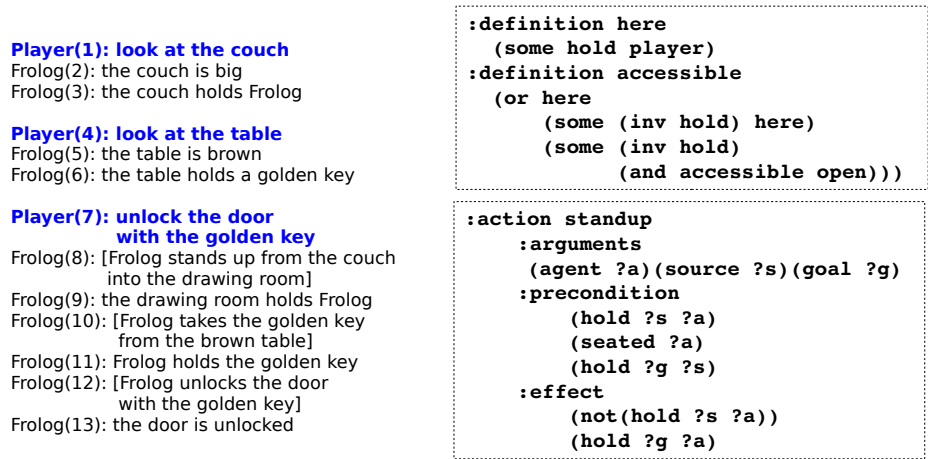 Player(1): look at the couch
Frolog(2): the couch is big
Frolog(3): the couch holds Frolog
Player(4): look at the table
Frolog(5): the table is brown
Frolog(6): the table holds a golden key
Player(7): unlock the door
with the golden key
Frolog(8): [Frolog stands up from the couch
into the drawing room]
Frolog(9): the drawing room holds Frolog
Frolog(10): [Frolog takes the golden key
from the brown table]
Frolog(11): Frolog holds the golden key
Frolog(12): [Frolog unlocks the door
with the golden key]
Frolog(13): the door is unlocked
:definition here
(some hold player)
:definition accessible
(or here
(some (inv hold) here)
(some (inv hold)
(and accessible open)))
:action standup
:arguments
(agent ?a)(source ?s)(goal ?g)
:precondition
(hold ?s ?a)
(seated ?a)
(hold ?g ?s)
:effect
(not(hold ?s ?a))
(hold ?g ?a)